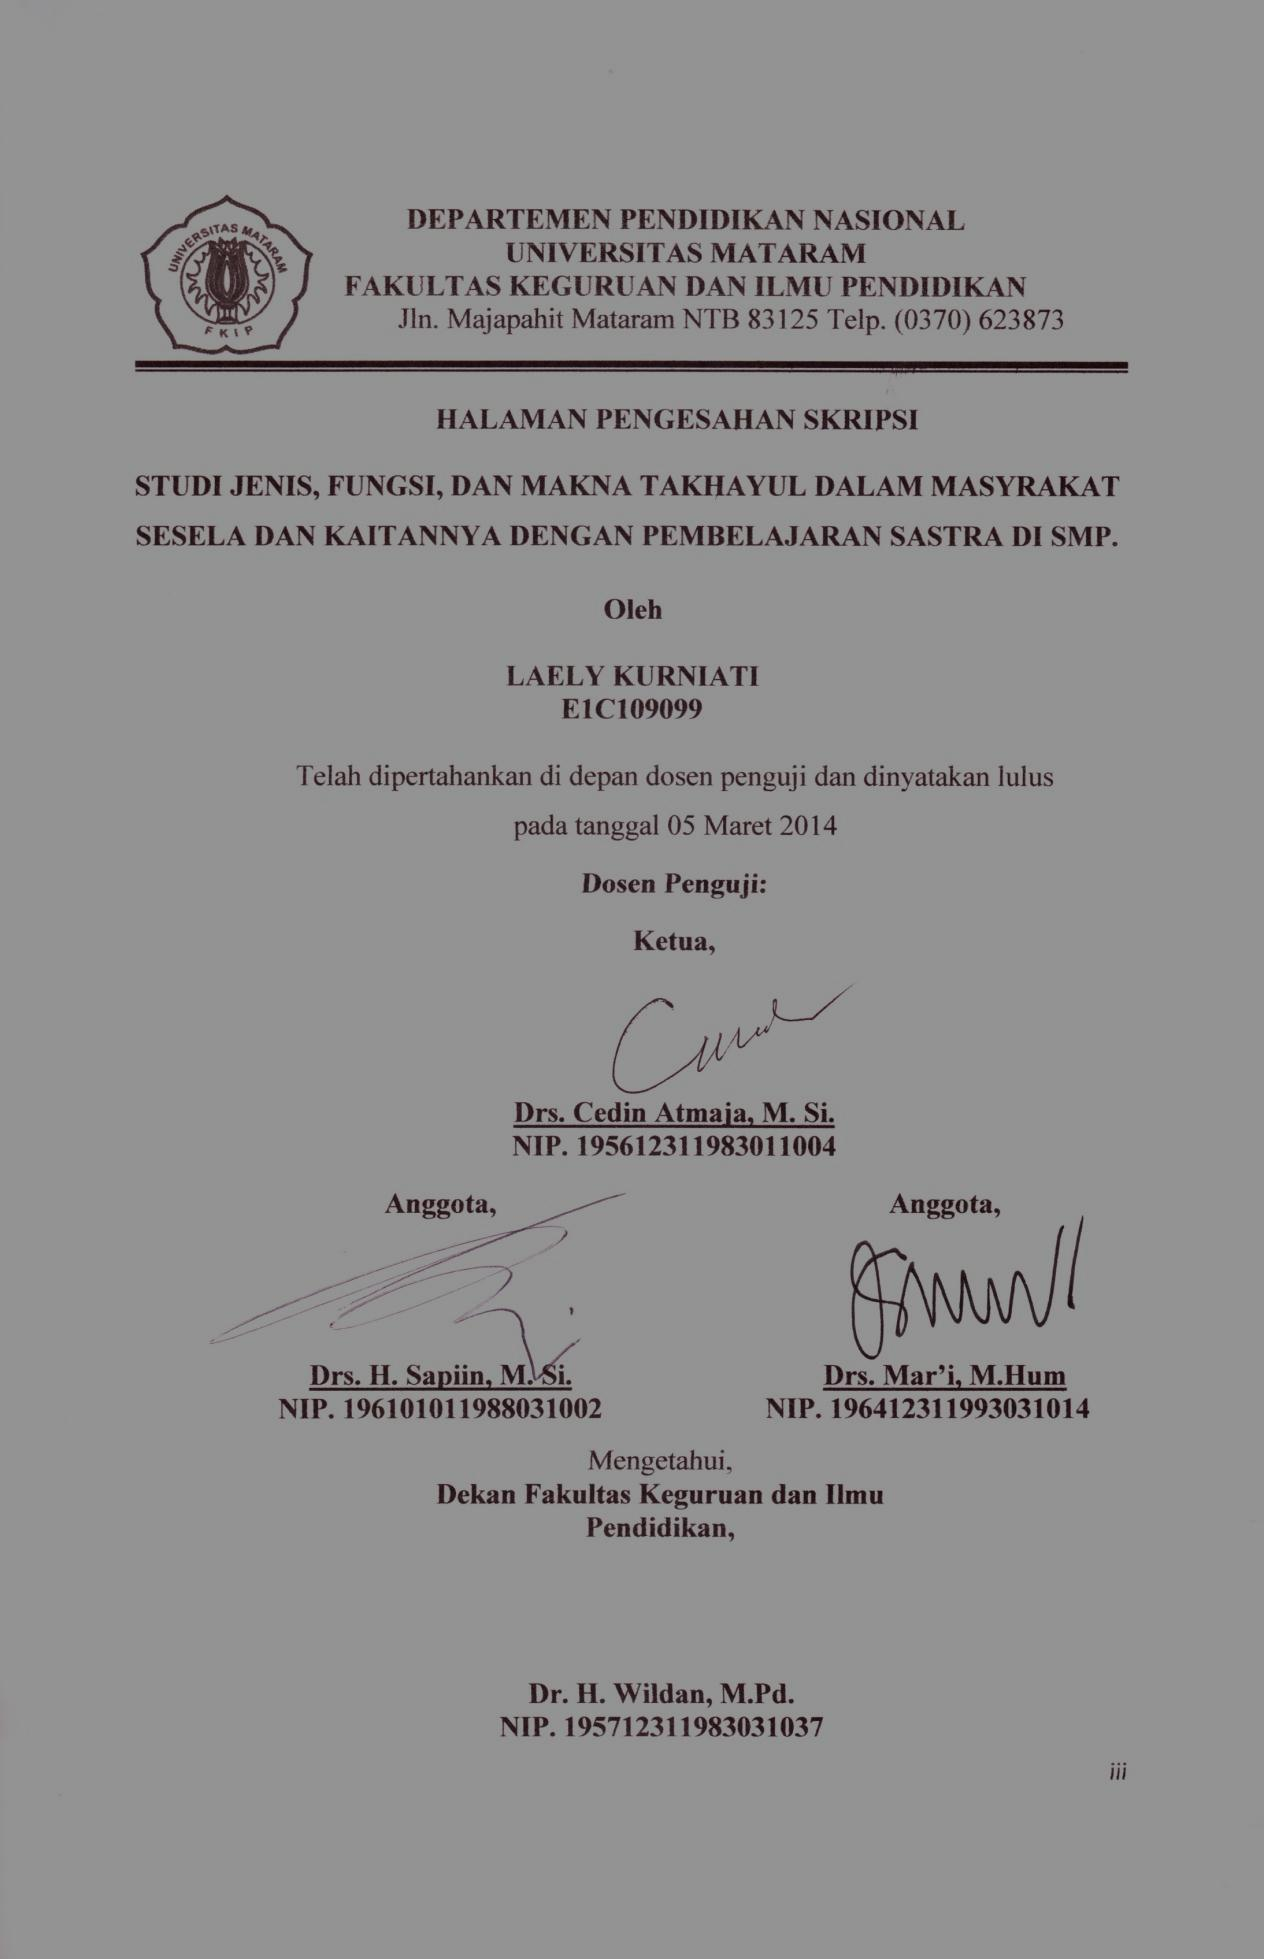 UNIVERSITAS MATARAM
FKIP
DEPARTEMEN PENDIDIKAN NASIONAL
UNIVERSITAS MATARAM
FAKULTAS KEGURUAN DAN ILMU PENDIDIKAN
Jln. Majapahit Mataram NTB 83125 Telp. (0370) 623873
HALAMAN PENGESAHAN SKRIPSI
STUDI JENIS, FUNGSI, DAN MAKNA TAKHAYUL DALAM MASYRAKAT
SESELA DAN KAITANNYA DENGAN PEMBELAJARAN SASTRA DI SMP.
Oleh
LAELY KURNIATI
E1C109099
Telah dipertahankan di depan dosen penguji dan dinyatakan lulus
pada tanggal 05 Maret 2014
Dosen Penguji:
Ketua,
Drs. Cedin Atmaja, M. Si.
NIP. 195612311983011004
Anggota,
Drs. H. Sapiin, M. Si.
NIP. 196101011988031002
Anggota,
Drs. Mar’i, M.Hum
NIP. 196412311993031014
Mengetahui,
Dekan Fakultas Keguruan dan Ilmu
Pendidikan,
Dr. H. Wildan, M.Pd.
NIP. 195712311983031037
iii